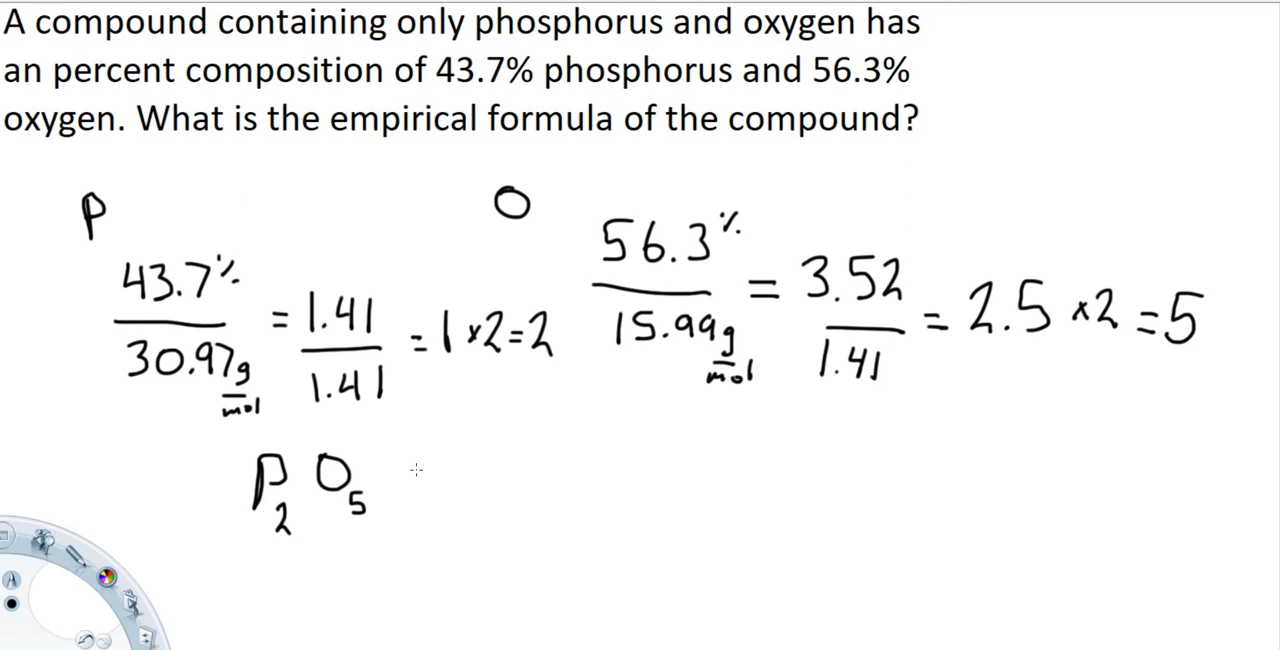 A compound containing only phosphorus and oxygen has
an percent composition of 43.7% phosphorus and 56.3%
oxygen. What is the empirical formula of the compound?
P
43.7% / 30.97 g/mol = 1.41 / 1.41 = 1 ×2 = 2
O
56.3% / 15.99 g/mol = 3.52 / 1.41 = 2.5 ×2 = 5
P₂O₅
A